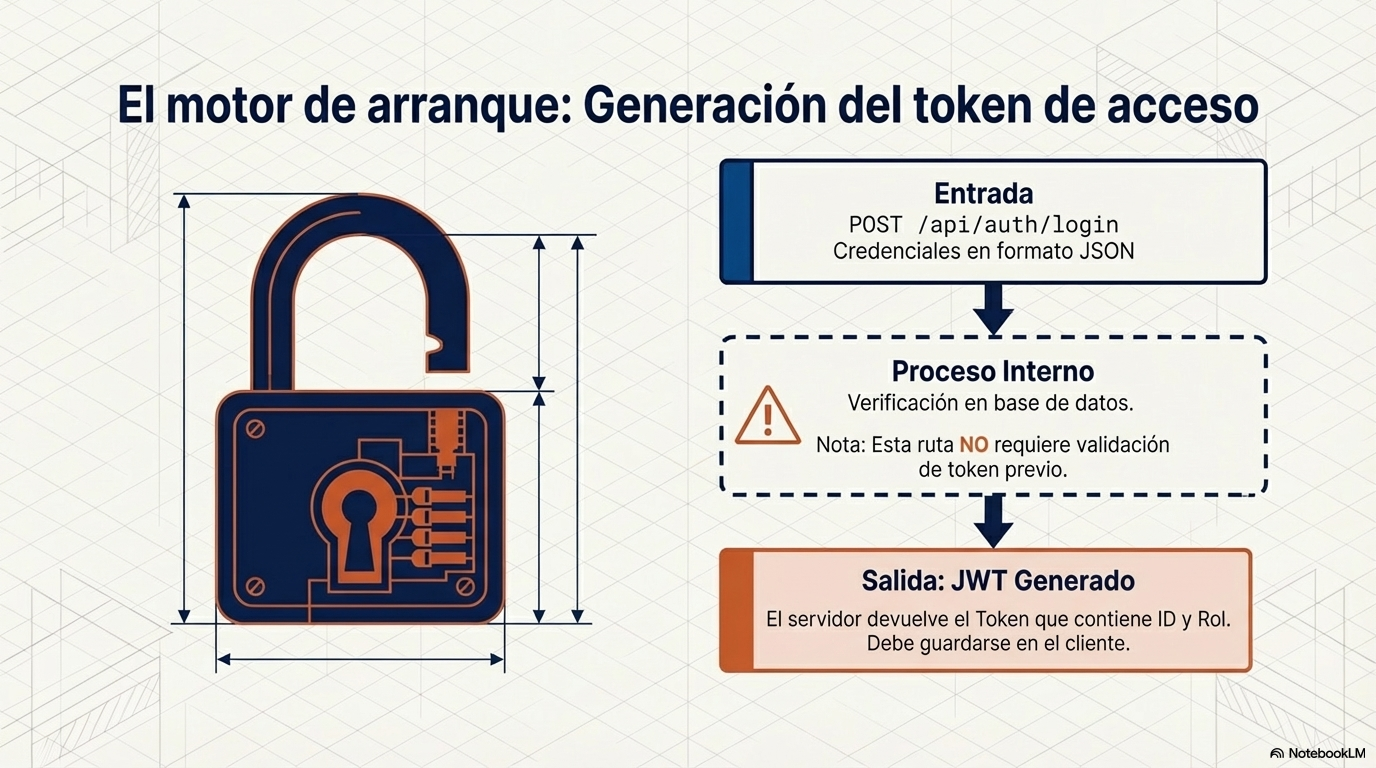 El motor de arranque: Generación del token de acceso
Entrada
POST /api/auth/login
Credenciales en formato JSON
Proceso Interno
Verificación en base de datos.
Nota: Esta ruta NO requiere validación
de token previo.
Salida: JWT Generado
El servidor devuelve el Token que contiene ID y Rol.
Debe guardarse en el cliente.
NotebookLM